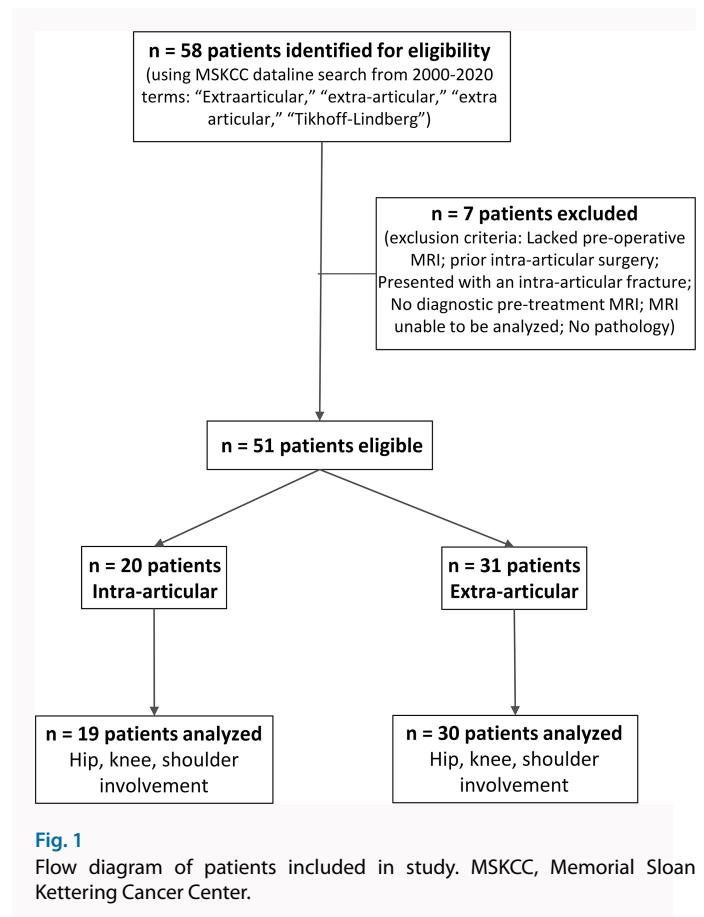 n = 58 patients identified for eligibility
(using MSKCC dataline search from 2000-2020
terms: “Extraarticular,” “extra-articular,” “extra
articular,” “Tikhoff-Lindberg”)
n = 7 patients excluded
(exclusion criteria: Lacked pre-operative
MRI; prior intra-articular surgery;
Presented with an intra-articular fracture;
No diagnostic pre-treatment MRI; MRI
unable to be analyzed; No pathology)
n = 51 patients eligible
n = 20 patients
Intra-articular
n = 31 patients
Extra-articular
n = 19 patients analyzed
Hip, knee, shoulder
involvement
n = 30 patients analyzed
Hip, knee, shoulder
involvement
Fig. 1
Flow diagram of patients included in study. MSKCC, Memorial Sloan
Kettering Cancer Center.